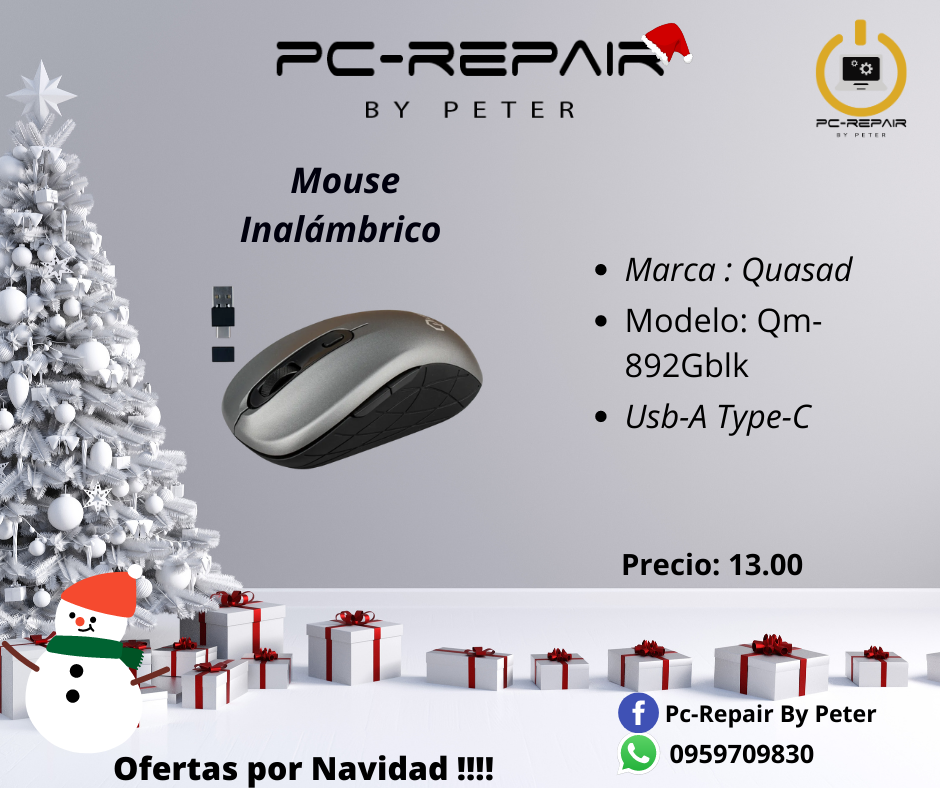 PC-REPAIR
BY PETER
PC-REPAIR
BY PETER
Mouse
Inalámbrico
Marca : Quasad
Modelo: Qm-
892Gblk
Usb-A Type-C
Precio: 13.00
Pc-Repair By Peter
0959709830
Ofertas por Navidad !!!!